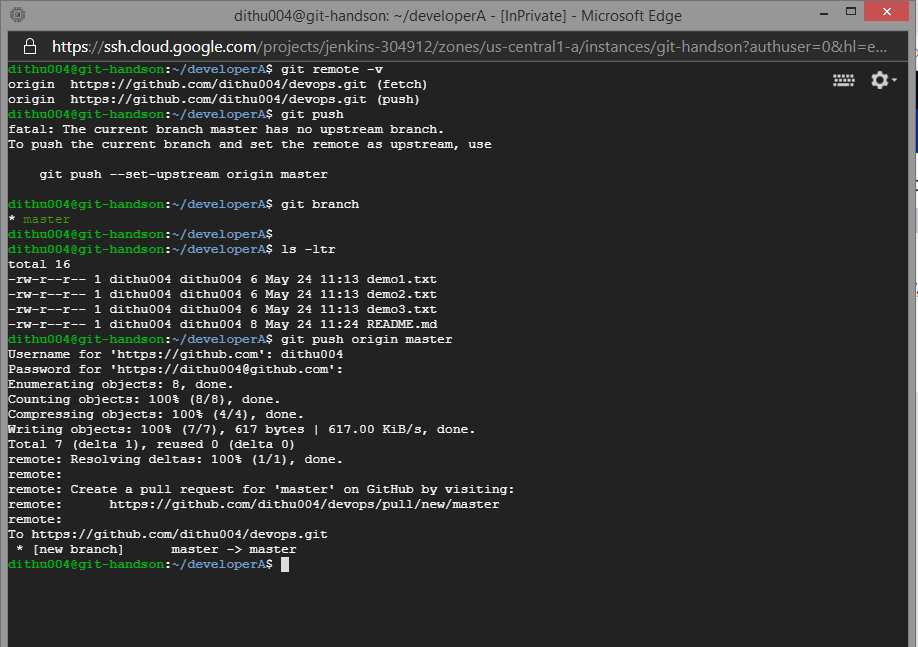 dithu004@git-handson: ~/developerA - [InPrivate] - Microsoft Edge
https://ssh.cloud.google.com/projects/jenkins-304912/zones/us-central1-a/instances/git-handson?authuser=0&hl=e...
dithu004@git-handson:~/developerA$ git remote -v
origin  https://github.com/dithu004/devops.git (fetch)
origin  https://github.com/dithu004/devops.git (push)
dithu004@git-handson:~/developerA$ git push
fatal: The current branch master has no upstream branch.
To push the current branch and set the remote as upstream, use
    git push --set-upstream origin master
dithu004@git-handson:~/developerA$ git branch
* master
dithu004@git-handson:~/developerA$
dithu004@git-handson:~/developerA$ ls -ltr
total 16
-rw-r--r-- 1 dithu004 dithu004 6 May 24 11:13 demo1.txt
-rw-r--r-- 1 dithu004 dithu004 6 May 24 11:13 demo2.txt
-rw-r--r-- 1 dithu004 dithu004 6 May 24 11:13 demo3.txt
-rw-r--r-- 1 dithu004 dithu004 8 May 24 11:24 README.md
dithu004@git-handson:~/developerA$ git push origin master
Username for 'https://github.com': dithu004
Password for 'https://dithu004@github.com':
Enumerating objects: 8, done.
Counting objects: 100% (8/8), done.
Compressing objects: 100% (4/4), done.
Writing objects: 100% (7/7), 617 bytes | 617.00 KiB/s, done.
Total 7 (delta 1), reused 0 (delta 0)
remote: Resolving deltas: 100% (1/1), done.
remote:
remote: Create a pull request for 'master' on GitHub by visiting:
remote:      https://github.com/dithu004/devops/pull/new/master
remote:
To https://github.com/dithu004/devops.git
 * [new branch]      master -> master
dithu004@git-handson:~/developerA$